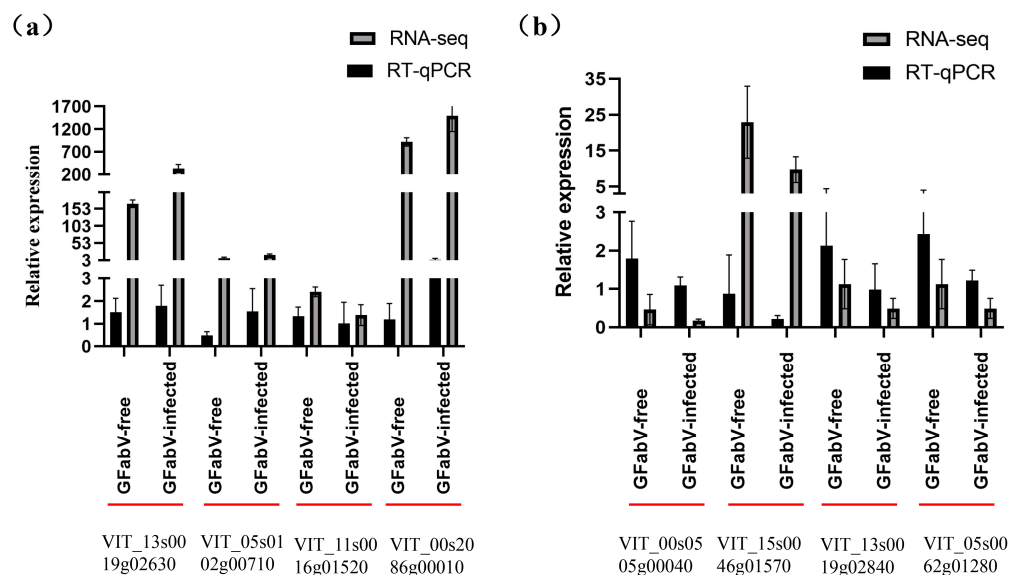 (a)
RNA-seq
RT-qPCR
Relative expression
1700
1200
700
200
153
103
53
3
3
2
1
0
GFabV-free
GFabV-infected
GFabV-free
GFabV-infected
GFabV-free
GFabV-infected
GFabV-free
GFabV-infected
VIT_13s00
19g02630
VIT_05s01
02g00710
VIT_11s00
16g01520
VIT_00s20
86g00010
(b)
RNA-seq
RT-qPCR
Relative expression
35
25
15
5
3
2
1
0
GFabV-free
GFabV-infected
GFabV-free
GFabV-infected
GFabV-free
GFabV-infected
GFabV-free
GFabV-infected
VIT_00s05
05g00040
VIT_15s00
46g01570
VIT_13s00
19g02840
VIT_05s00
62g01280